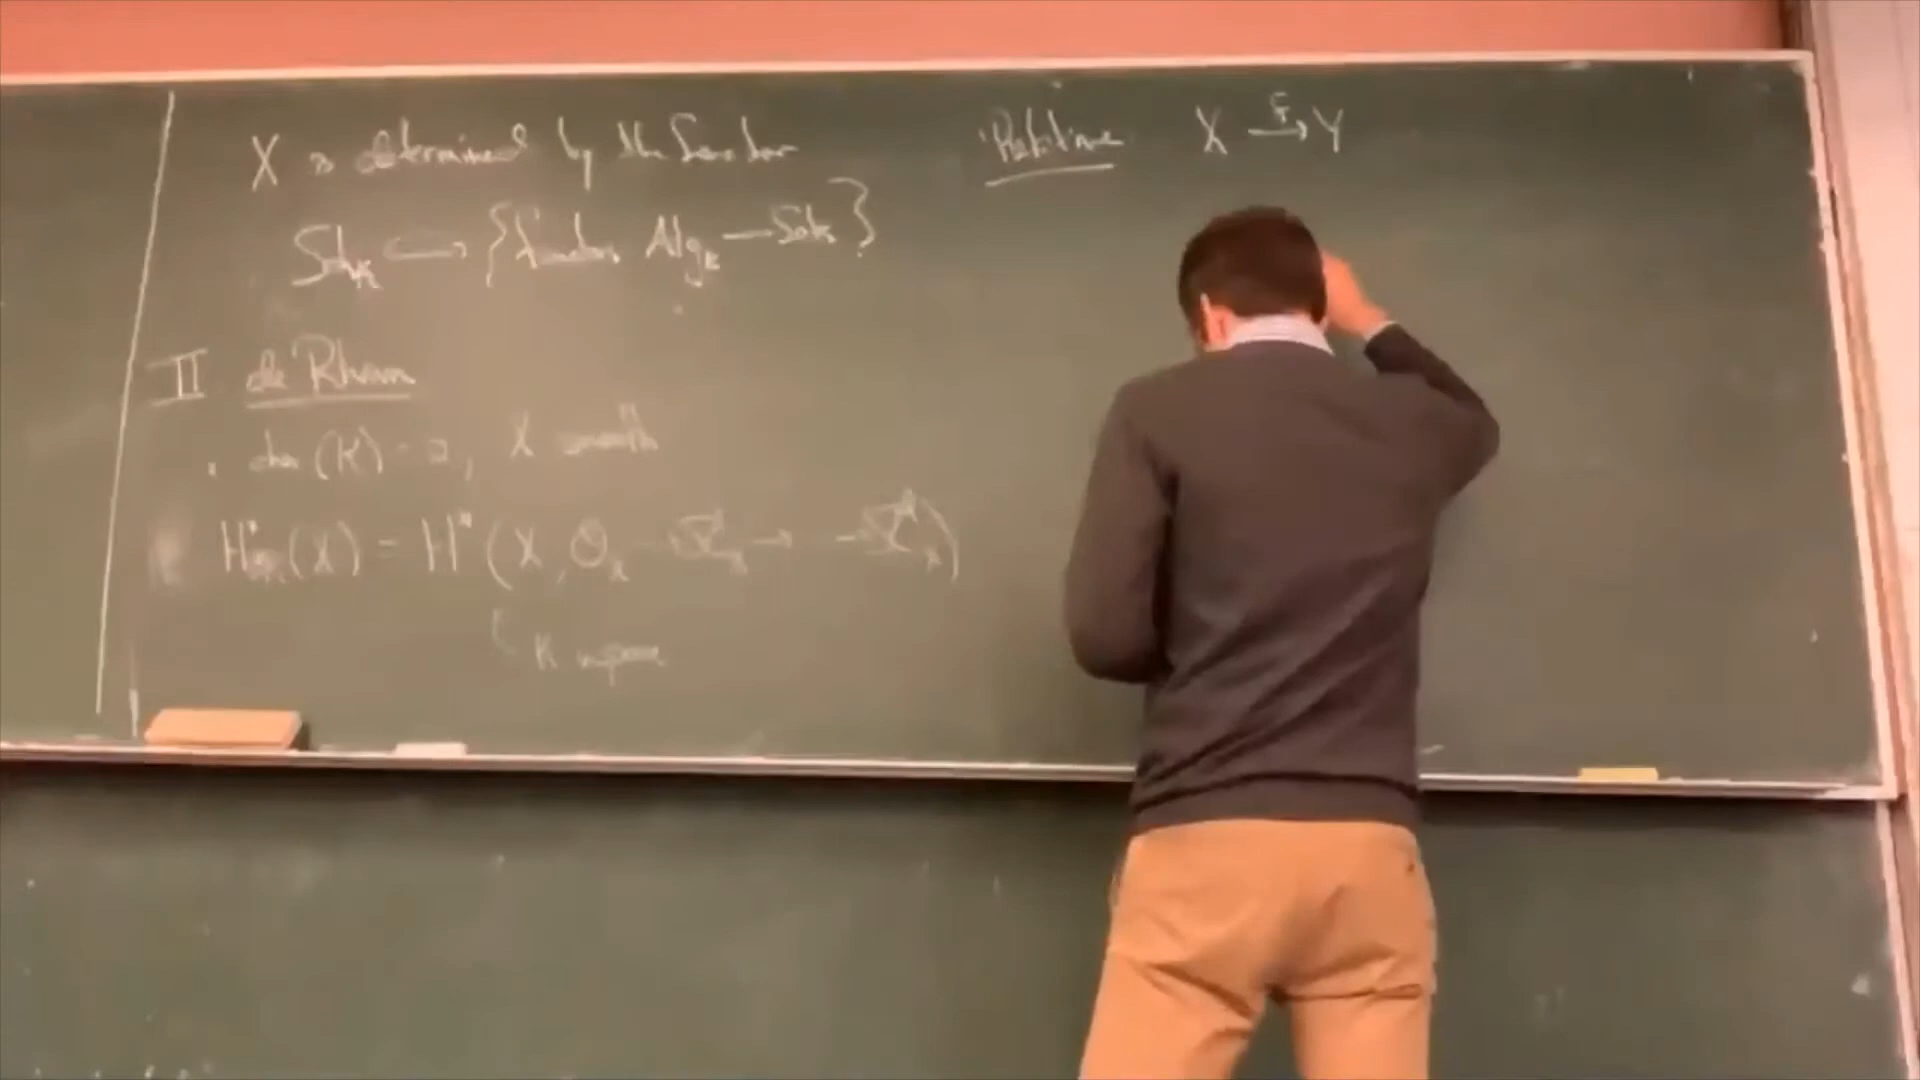 X is determined by the functor
Sch_K ↪ {functors Alg_K → Sets}
II de Rham
· char(K) = 0, X smooth
H*_dR(X) = H*(X, O_X → Ω¹_X → … → Ω^d_X)
K
Relative X →f Y